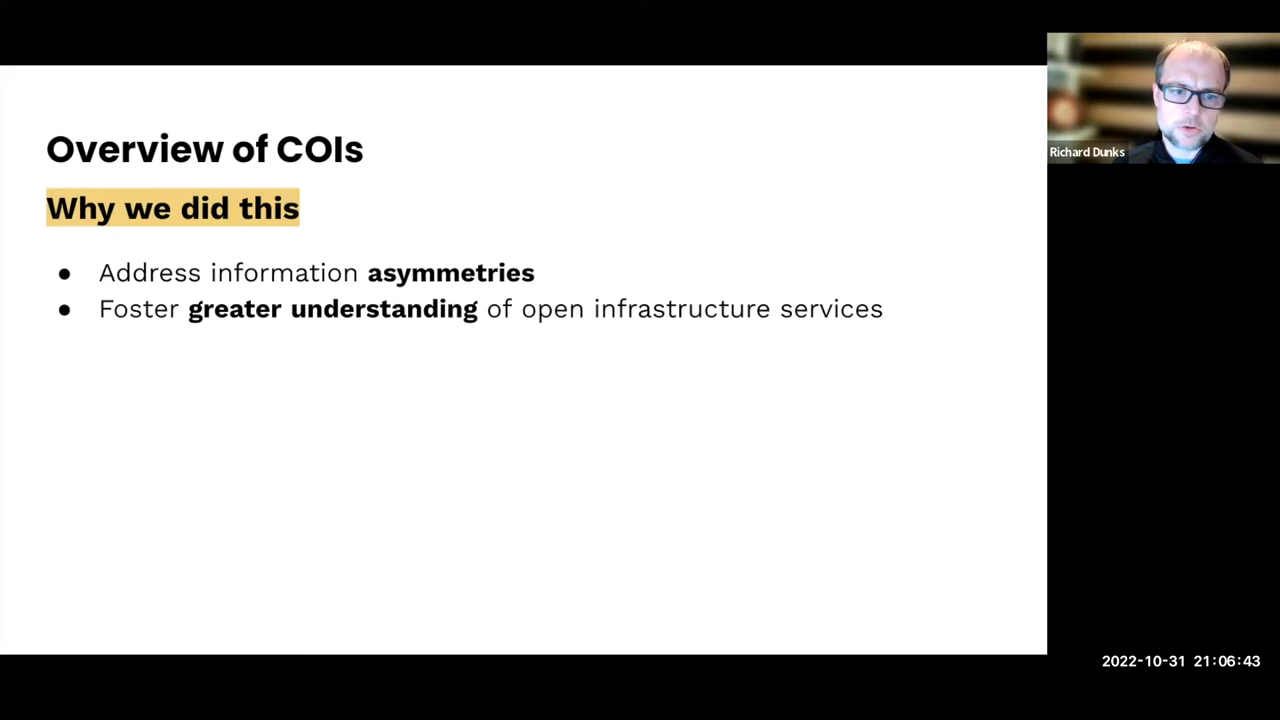 Overview of COIs
Why we did this
● Address information asymmetries
● Foster greater understanding of open infrastructure services
Richard Dunks
2022-10-31 21:06:43